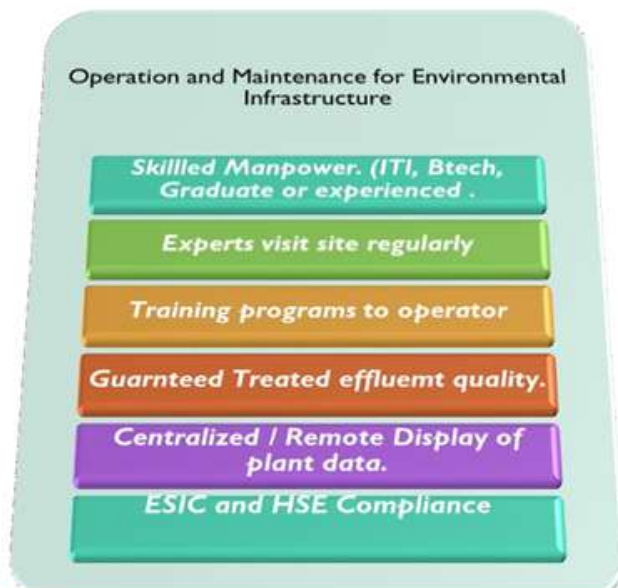 Operation and Maintenance for Environmental
Infrastructure
Skillled Manpower. (ITI, Btech,
Graduate or experienced .
Experts visit site regularly
Training programs to operator
Guarnteed Treated effluemt quality.
Centralized / Remote Display of
plant data.
ESIC and HSE Compliance